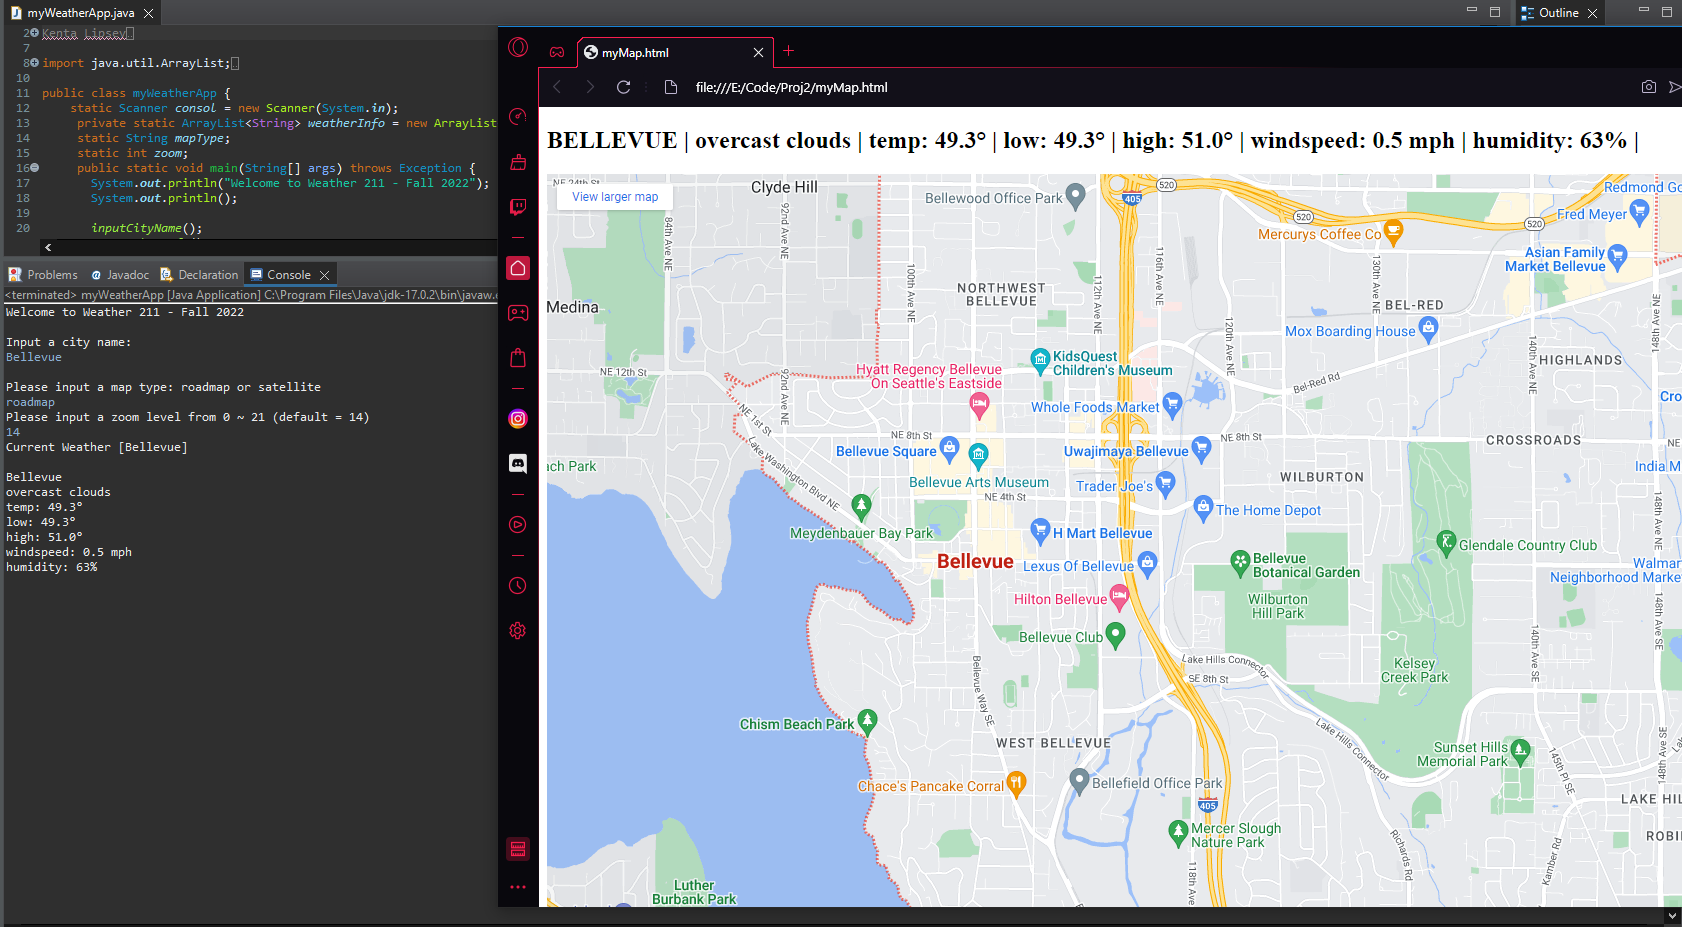 myWeatherApp.java
Outline
2 Kenta Lipsey
7
8 import java.util.ArrayList;
10
11 public class myWeatherApp {
12 static Scanner consol = new Scanner(System.in);
13 private static ArrayList<String> weatherInfo = new ArrayList
14 static String mapType;
15 static int zoom;
16 public static void main(String[] args) throws Exception {
17 System.out.println("Welcome to Weather 211 - Fall 2022");
18 System.out.println();
19
20 inputCityName();
Problems Javadoc Declaration Console
<terminated> myWeatherApp [Java Application] C:\Program Files\Java\jdk-17.0.2\bin\javaw.e
Welcome to Weather 211 - Fall 2022
Input a city name:
Bellevue
Please input a map type: roadmap or satellite
roadmap
Please input a zoom level from 0 ~ 21 (default = 14)
14
Current Weather [Bellevue]
Bellevue
overcast clouds
temp: 49.3°
low: 49.3°
high: 51.0°
windspeed: 0.5 mph
humidity: 63%
myMap.html
file:///E:/Code/Proj2/myMap.html
BELLEVUE | overcast clouds | temp: 49.3° | low: 49.3° | high: 51.0° | windspeed: 0.5 mph | humidity: 63% |
NE 24th St
View larger map
Clyde Hill
Bellewood Office Park
405
520
Redmond Go
Fred Meyer
520
520
Mercurys Coffee Co
84th Ave NE
92nd Ave NE
Asian Family
Market Bellevue
100th Ave NE
112th Ave NE
116th Ave NE
130th Ave NE
NORTHWEST
BELLEVUE
Medina
BEL-RED
Mox Boarding House
120th Ave NE
148th Ave NE
140th Ave NE
KidsQuest
Children's Museum
HIGHLANDS
NE 12th St
92nd Ave NE
Hyatt Regency Bellevue
On Seattle's Eastside
Bel-Red Rd
Whole Foods Market
Cro
NE 1st St
NE 8th St
NE 8th St
CROSSROADS
NE
Lake Washington Blvd NE
Bellevue Square
Uwajimaya Bellevue
ach Park
India M
WILBURTON
Bellevue Arts Museum
Trader Joe's
NE 4th St
The Home Depot
148th Ave NE
Meydenbauer Bay Park
H Mart Bellevue
Glendale Country Club
Bellevue
Lexus Of Bellevue
Bellevue
Botanical Garden
Walmar
Neighborhood Marke
Hilton Bellevue
Wilburton
Hill Park
148th Ave SE
Bellevue Club
140th Ave SE
Bellevue Way SE
Lake Hills Connector
SE 8th St
Kelsey
Creek Park
Chism Beach Park
Lake Hills Connector
WEST BELLEVUE
Sunset Hills
Memorial Park
145th Pl SE
148th Ave SE
Chace's Pancake Corral
Bellefield Office Park
405
LAKE HIL
Mercer Slough
Nature Park
Richards Rd
Kamber Rd
ROBIN
118th Ave
Luther
Burbank Park